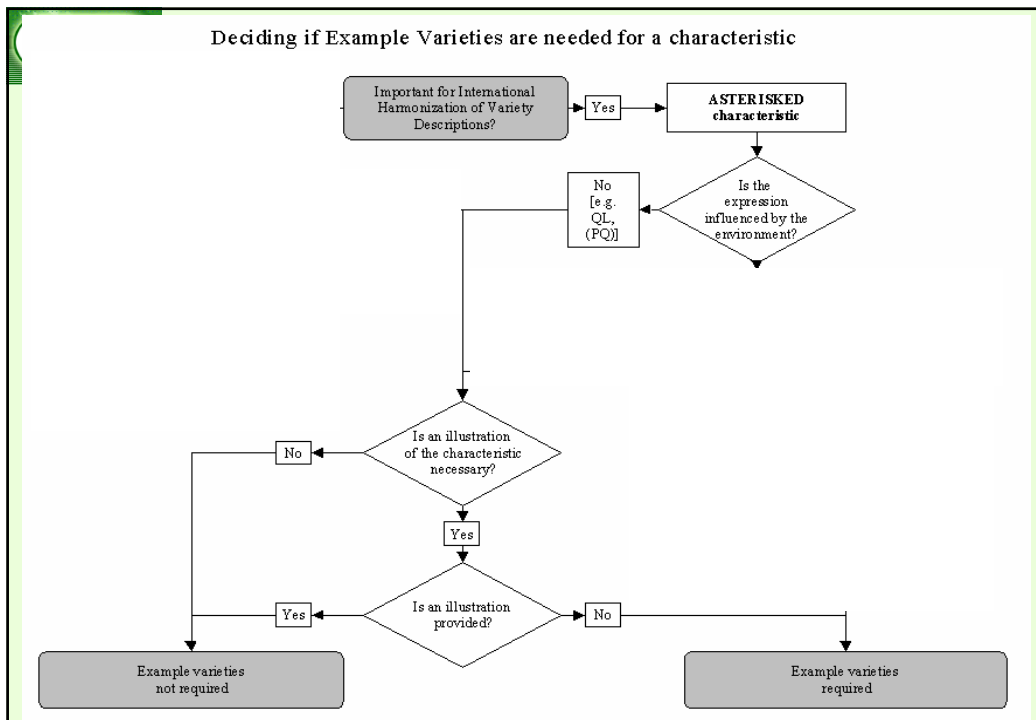 Deciding if Example Varieties are needed for a characteristic
Important for International
Harmonization of Variety
Descriptions?
Yes
ASTERISKED
characteristic
Is the
expression
influenced by the
environment?
No
[e.g.
QL,
(PQ)]
Is an illustration
of the characteristic
necessary?
No
Yes
Is an illustration
provided?
Yes
No
Example varieties
not required
Example varieties
required